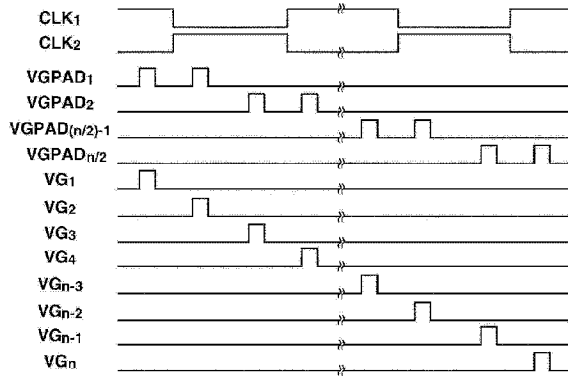 CLK1
CLK2
VGPAD1
VGPAD2
VGPAD(n/2)-1
VGPADn/2
VG1
VG2
VG3
VG4
VGn-3
VGn-2
VGn-1
VGn